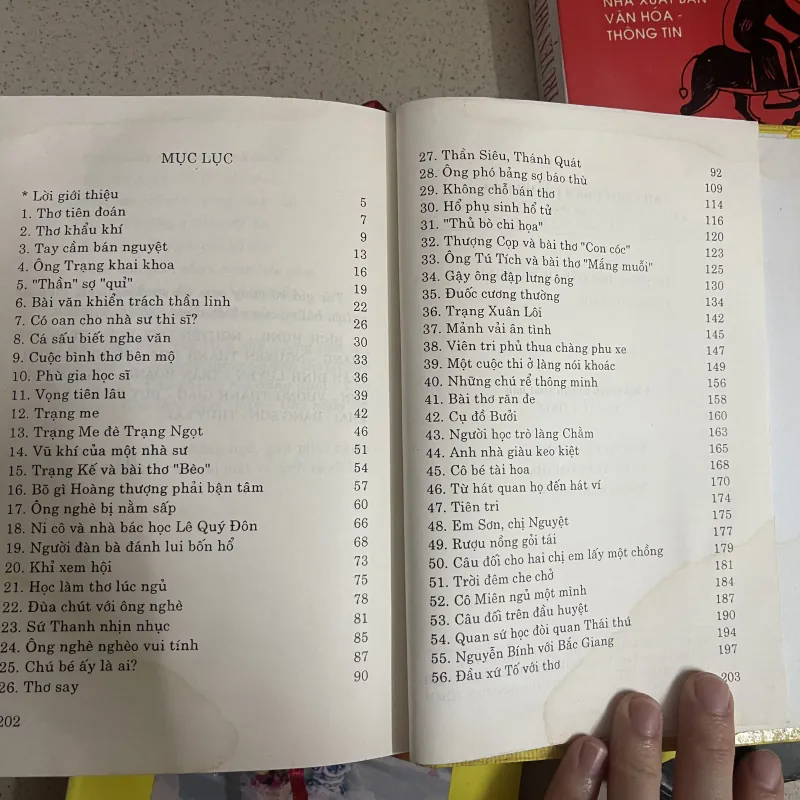 NHÀ XUẤT BẢN
VĂN HÓA -
THÔNG TIN
MỤC LỤC
* Lời giới thiệu 5
1. Thơ tiên đoán 7
2. Thơ khẩu khí 9
3. Tay cầm bán nguyệt 13
4. Ông Trạng khai khoa 16
5. "Thần" sợ "quỉ" 19
6. Bài văn khiển trách thần linh 22
7. Có oan cho nhà sư thi sĩ? 26
8. Cá sấu biết nghe văn 30
9. Cuộc bình thơ bên mộ 33
10. Phù gia học sĩ 36
11. Vọng tiên lâu 39
12. Trạng me 42
13. Trạng Me đè Trạng Ngọt 46
14. Vũ khí của một nhà sư 51
15. Trạng Kế và bài thơ "Bèo" 54
16. Bõ gì Hoàng thượng phải bận tâm 57
17. Ông nghè bị nằm sấp 60
18. Ni cô và nhà bác học Lê Quý Đôn 66
19. Người đàn bà đánh lui bốn hổ 68
20. Khỉ xem hội 73
21. Học làm thơ lúc ngủ 75
22. Đùa chút với ông nghè 78
23. Sứ Thanh nhịn nhục 81
24. Ông nghè nghèo vui tính 85
25. Chú bé ấy là ai? 87
26. Thơ say 90
202
27. Thần Siêu, Thánh Quát 92
28. Ông phó bảng sợ báo thù 109
29. Không chỗ bán thơ 114
30. Hổ phụ sinh hổ tử 116
31. "Thủ bò chi họa" 120
32. Thượng Cọp và bài thơ "Con cóc" 123
33. Ông Tú Tích và bài thơ "Mắng muỗi" 125
34. Gậy ông đập lưng ông 130
35. Đuốc cương thường 134
36. Trạng Xuân Lôi 142
37. Mảnh vải ân tình 145
38. Viên tri phủ thua chàng phu xe 147
39. Một cuộc thi ở làng nói khoác 149
40. Những chú rể thông minh 156
41. Bài thơ răn đe 158
42. Cụ đồ Bưởi 160
43. Người học trò làng Chằm 163
44. Anh nhà giàu keo kiệt 165
45. Cô bé tài hoa 168
46. Từ hát quan họ đến hát ví 170
47. Tiên tri 174
48. Em Sơn, chị Nguyệt 175
49. Rượu nồng gỏi tái 177
50. Câu đối cho hai chị em lấy một chồng 179
51. Trời đêm che chở 181
52. Cô Miên ngủ một mình 184
53. Câu đối trên đầu huyệt 187
54. Quan sứ học đòi quan Thái thú 190
55. Nguyễn Bính với Bắc Giang 194
56. Đầu xứ Tố với thơ 197
203